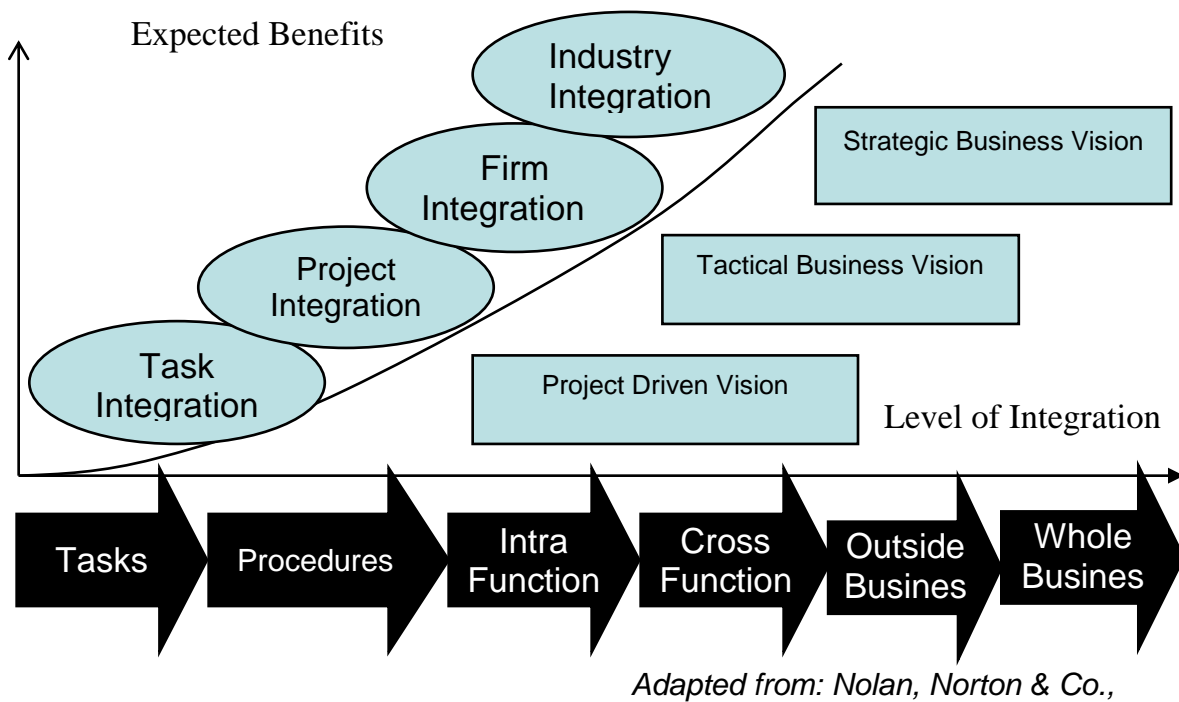 Expected Benefits
Industry
Integration
Firm
Integration
Project
Integration
Task
Integration
Strategic Business Vision
Tactical Business Vision
Project Driven Vision
Level of Integration
Tasks
Procedures
Intra
Function
Cross
Function
Outside
Busines
Whole
Busines
Adapted from: Nolan, Norton & Co.,